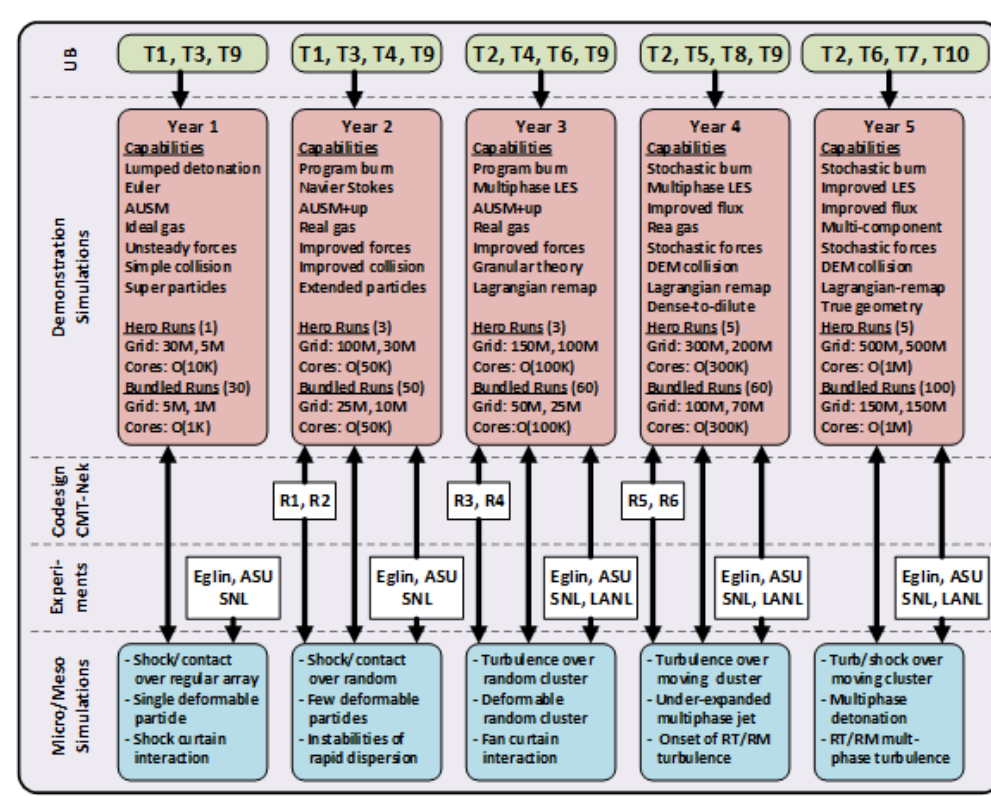 UB
T1, T3, T9
T1, T3, T4, T9
T2, T4, T6, T9
T2, T5, T8, T9
T2, T6, T7, T10
Demonstration
Simulations
Year 1
Capabilities
Lumped detonation
Euler
AUSM
Ideal gas
Unsteady forces
Simple collision
Super particles
Hero Runs (1)
Grid: 30M, 5M
Cores: O(10K)
Bundled Runs (30)
Grid: 5M, 1M
Cores: O(1K)
Year 2
Capabilities
Program burn
Navier Stokes
AUSM+up
Real gas
Improved forces
Improved collision
Extended particles
Hero Runs (3)
Grid: 100M, 30M
Cores: O(50K)
Bundled Runs (50)
Grid: 25M, 10M
Cores: O(50K)
Year 3
Capabilities
Program burn
Multiphase LES
AUSM+up
Real gas
Improved forces
Granular theory
Lagrangian remap
Hero Runs (3)
Grid: 150M, 100M
Cores: O(100K)
Bundled Runs (60)
Grid: 50M, 25M
Cores:O(100K)
Year 4
Capabilities
Stochastic burn
Multiphase LES
Improved flux
Rea gas
Stochastic forces
DEM collision
Lagrangian remap
Dense-to-dilute
Hero Runs (5)
Grid: 300M, 200M
Cores: O(300K)
Bundled Runs (60)
Grid: 100M, 70M
Cores: O(300K)
Year 5
Capabilities
Stochastic burn
Improved LES
Improved flux
Multi-component
Stochastic forces
DEM collision
Lagrangian-remap
True geometry
Hero Runs (5)
Grid: 500M, 500M
Cores: O(1M)
Bundled Runs (100)
Grid: 150M, 150M
Cores: O(1M)
Codesign
CMT-Nek
R1, R2
R3, R4
R5, R6
Experi-
ments
Eglin, ASU
SNL
Eglin, ASU
SNL
Eglin, ASU
SNL, LANL
Eglin, ASU
SNL, LANL
Eglin, ASU
SNL, LANL
Micro/Meso
Simulations
- Shock/contact
over regular array
- Single deformable
particle
- Shock curtain
interaction
- Shock/contact
over random
- Few deformable
particles
- Instabilities of
rapid dispersion
- Turbulence over
random cluster
- Deformable
random cluster
- Fan curtain
interaction
- Turbulence over
moving cluster
- Under-expanded
multiphase jet
- Onset of RT/RM
turbulence
- Turb/shock over
moving cluster
- Multiphase
detonation
- RT/RM mult-
phase turbulence